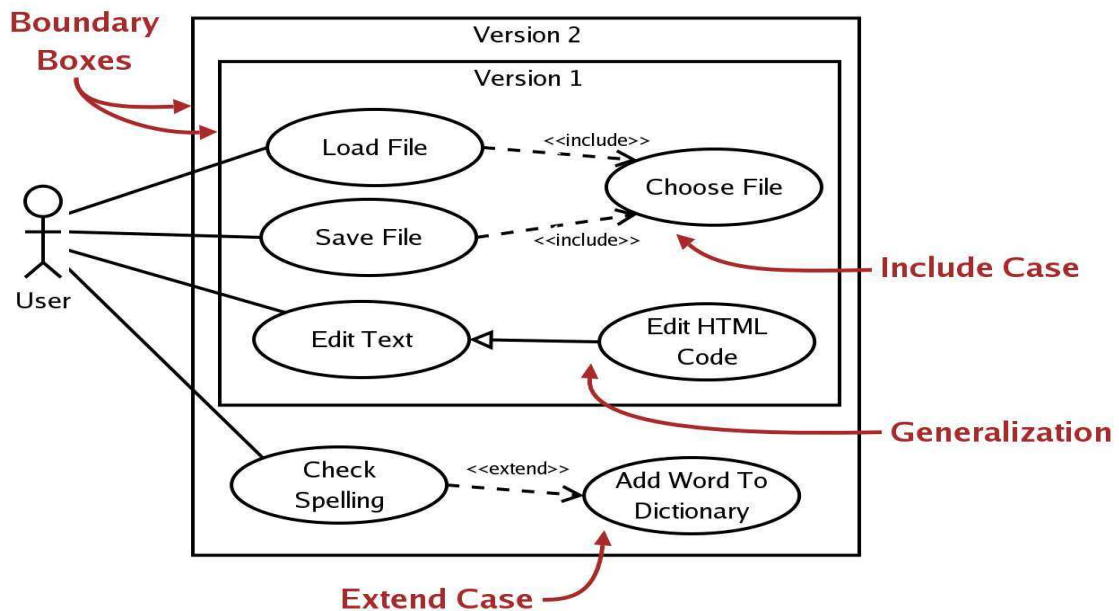 Boundary
Boxes
Version 2
Version 1
Load File
<<include>>
Choose File
Save File
<<include>>
User
Include Case
Edit Text
Edit HTML
Code
Generalization
Check
Spelling
<<extend>>
Add Word To
Dictionary
Extend Case